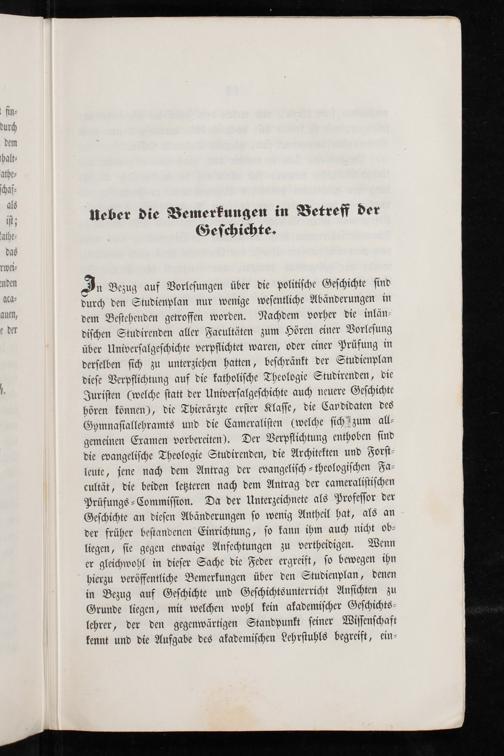 Ueber die Bemerkungen in Betreff der
Geschichte.
In Bezug auf Vorlesungen über die politische Geschichte sind
durch den Studienplan nur wenige wesentliche Abänderungen in
dem Bestehenden getroffen worden. Nachdem vorher die inlän-
dischen Studirenden aller Facultäten zum Hören einer Vorlesung
über Universalgeschichte verpflichtet waren, oder einer Prüfung in
derselben sich zu unterziehen hatten, beschränkt der Studienplan
diese Verpflichtung auf die katholische Theologie Studirenden, die
Juristen (welche statt der Universalgeschichte auch neuere Geschichte
hören können), die Thierärzte erster Klasse, die Candidaten des
Gymnasiallehramts und die Cameralisten (welche sich zum all-
gemeinen Examen vorbereiten). Der Verpflichtung enthoben sind
die evangelische Theologie Studirenden, die Architekten und Forst-
leute, jene nach dem Antrag der evangelisch-theologischen Fa-
cultät, die beiden letzteren nach dem Antrag der cameralistischen
Prüfungs-Commission. Da der Unterzeichnete als Professor der
Geschichte an diesen Abänderungen so wenig Antheil hat, als an
der früher bestandenen Einrichtung, so kann ihm auch nicht ob-
liegen, sie gegen etwaige Anfechtungen zu vertheidigen. Wenn
er gleichwohl in dieser Sache die Feder ergreift, so bewegen ihn
hierzu veröffentliche Bemerkungen über den Studienplan, denen
in Bezug auf Geschichte und Geschichtsunterricht Ansichten zu
Grunde liegen, mit welchen wohl kein akademischer Geschichts-
lehrer, der den gegenwärtigen Standpunkt seiner Wissenschaft
kennt und die Aufgabe des akademischen Lehrstuhls begreift, ein-